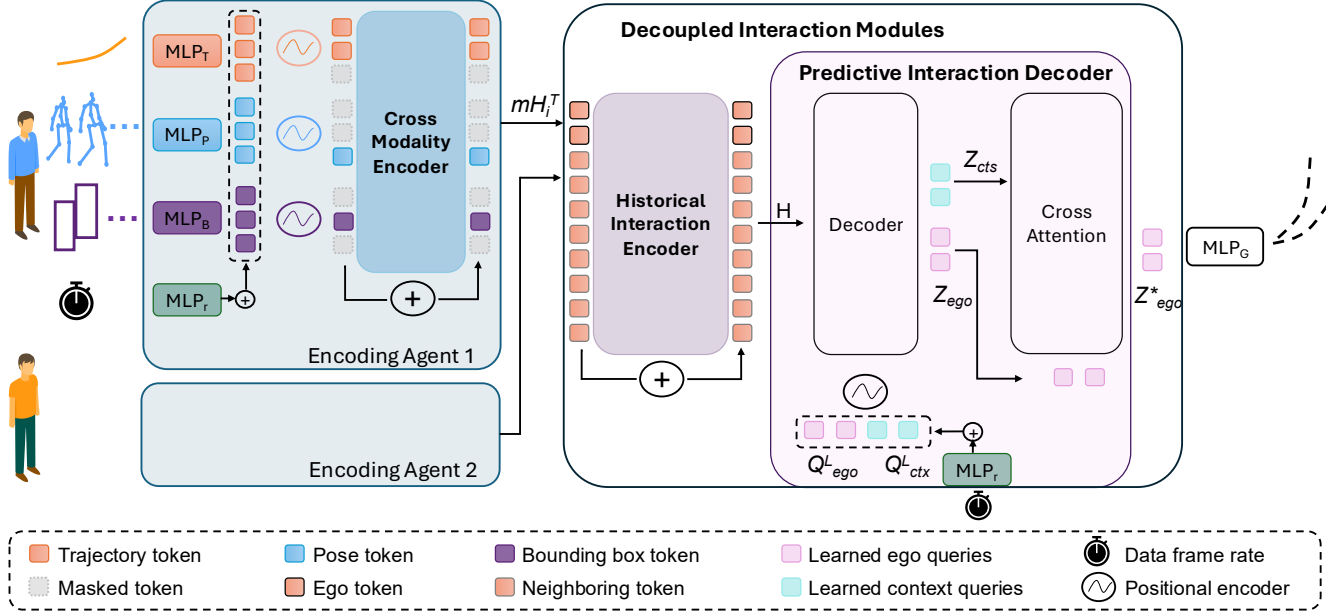 MLP_T
MLP_P
MLP_B
MLP_r
+
Cross
Modality
Encoder
+
Encoding Agent 1
Encoding Agent 2
mH_i^T
Decoupled Interaction Modules
Historical
Interaction
Encoder
+
H
Predictive Interaction Decoder
Decoder
Z_cts
Z_ego
Cross
Attention
Z*_ego
MLP_G
Q^L_ego
Q^L_ctx
+
MLP_r
Trajectory token
Pose token
Bounding box token
Learned ego queries
Data frame rate
Masked token
Ego token
Neighboring token
Learned context queries
Positional encoder